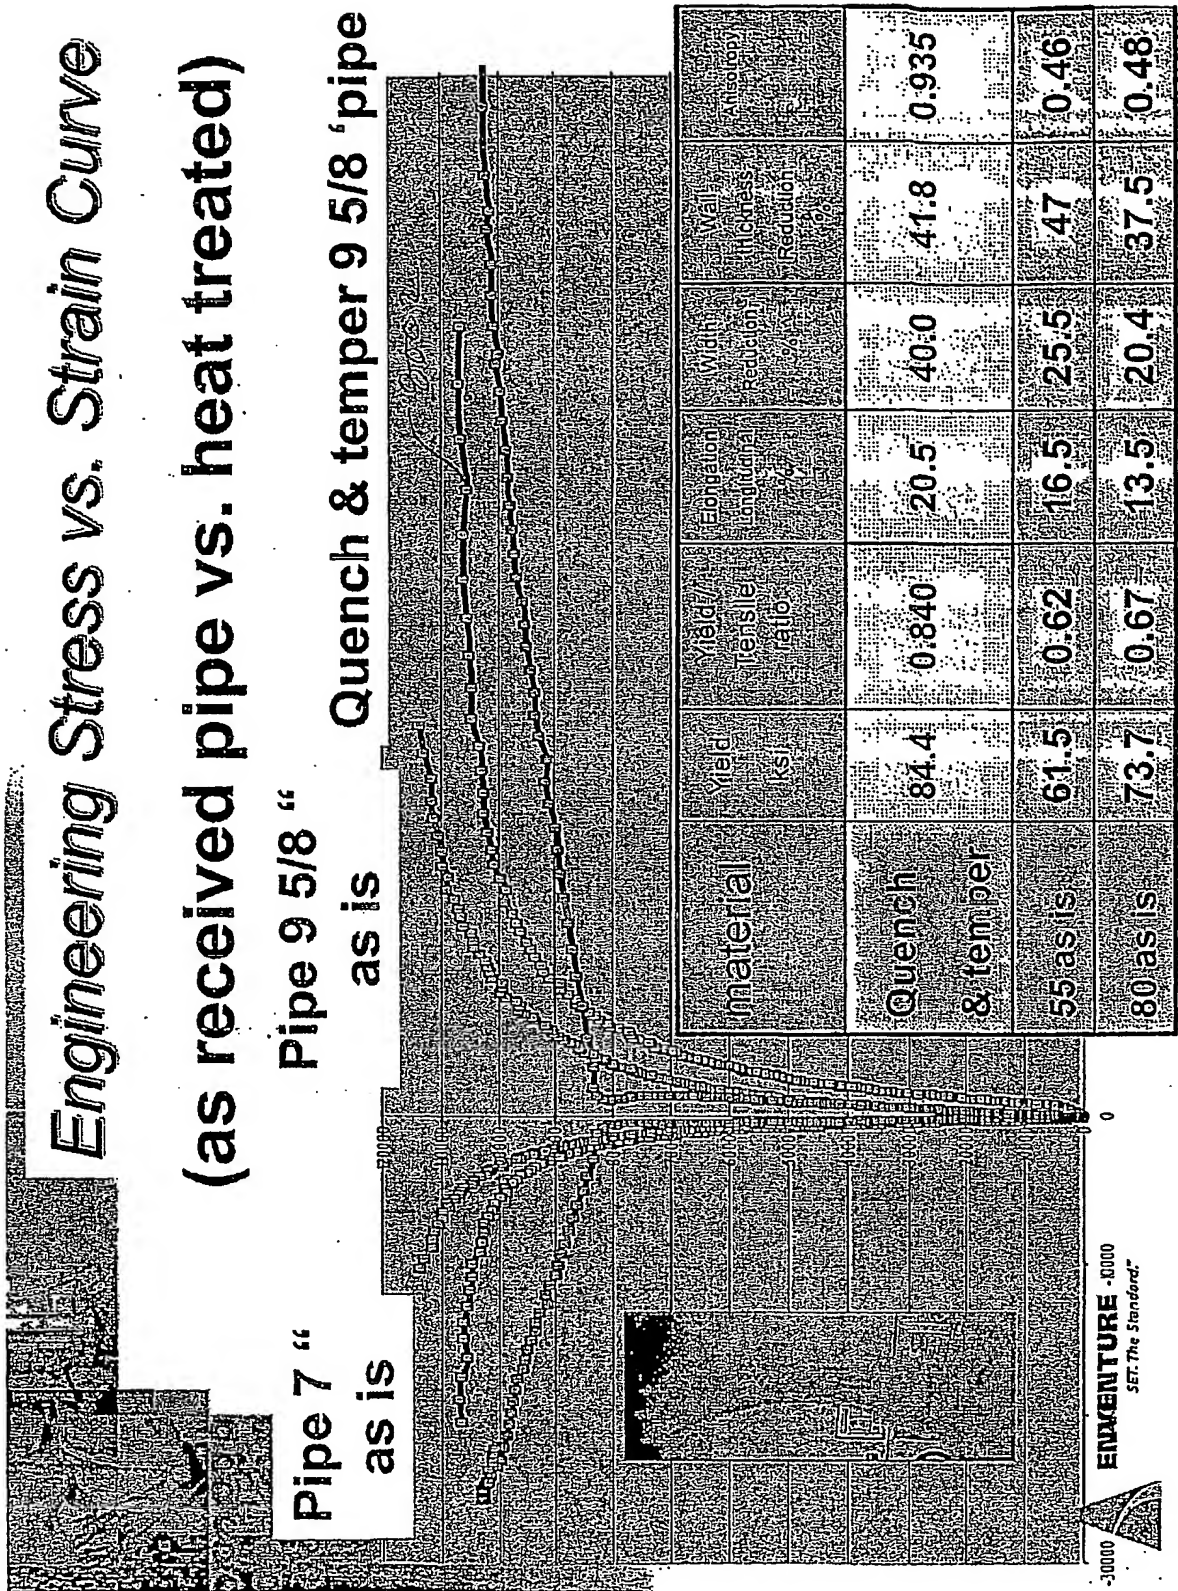 Engineering Stress vs. Strain Curve
(as received pipe vs. heat treated)
Pipe 7 “
as is
Pipe 9 5/8 “
as is
Quench & temper 9 5/8 ‘pipe
material
Yield
ksi
Yield /
Tensile
ratio
Elongation
Longitudinal
%
Width
Reduction
%
Wall
thickness
Reduction
%
Anisotropy
Quench
& temper
84.4
0.840
20.5
40.0
41.8
0.935
55 as is
61.5
0.62
16.5
25.5
47
0.46
80 as is
73.7
0.67
13.5
20.4
37.5
0.48
-30000
-10000
0
ENVENTURE
SET. The Standard.™